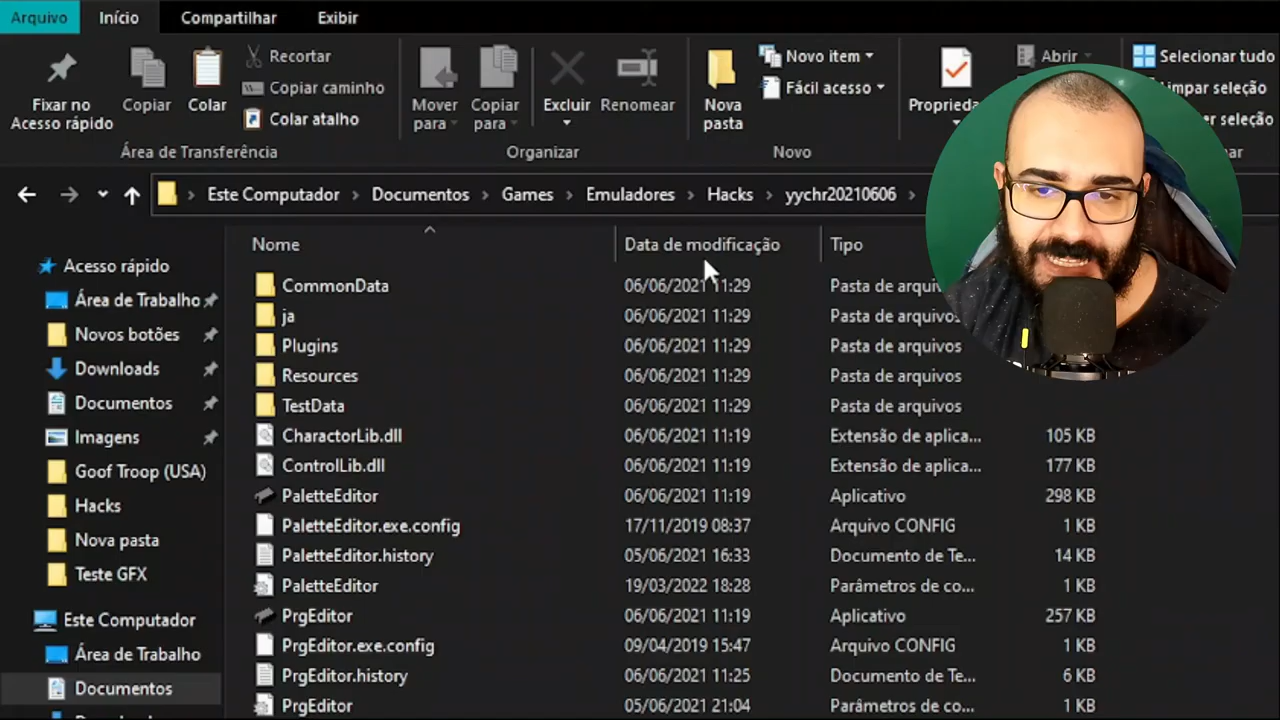 Arquivo Início Compartilhar Exibir
Fixar no Acesso rápido
Copiar
Colar
Recortar
Copiar caminho
Colar atalho
Área de Transferência
Mover para
Copiar para
Excluir
Renomear
Organizar
Nova pasta
Novo item
Fácil acesso
Novo
Abrir
Selecionar tudo
seleção
seleção
Este Computador Documentos Games Emuladores Hacks yychr20210606
Nome Data de modificação Tipo
Acesso rápido
Área de Trabalho
Novos botões
Downloads
Documentos
Imagens
Goof Troop (USA)
Hacks
Nova pasta
Teste GFX
Este Computador
Área de Trabalho
Documentos
CommonData 06/06/2021 11:29 Pasta de arquivos
ja 06/06/2021 11:29 Pasta de arquivos
Plugins 06/06/2021 11:29 Pasta de arquivos
Resources 06/06/2021 11:29 Pasta de arquivos
TestData 06/06/2021 11:29 Pasta de arquivos
CharactorLib.dll 06/06/2021 11:19 Extensão de aplica... 105 KB
ControlLib.dll 06/06/2021 11:19 Extensão de aplica... 177 KB
PaletteEditor 06/06/2021 11:19 Aplicativo 298 KB
PaletteEditor.exe.config 17/11/2019 08:37 Arquivo CONFIG 1 KB
PaletteEditor.history 05/06/2021 16:33 Documento de Te... 14 KB
PaletteEditor 19/03/2022 18:28 Parâmetros de co... 1 KB
PrgEditor 06/06/2021 11:19 Aplicativo 257 KB
PrgEditor.exe.config 09/04/2019 15:47 Arquivo CONFIG 1 KB
PrgEditor.history 06/06/2021 11:25 Documento de Te... 6 KB
PrgEditor 05/06/2021 21:04 Parâmetros de co... 1 KB